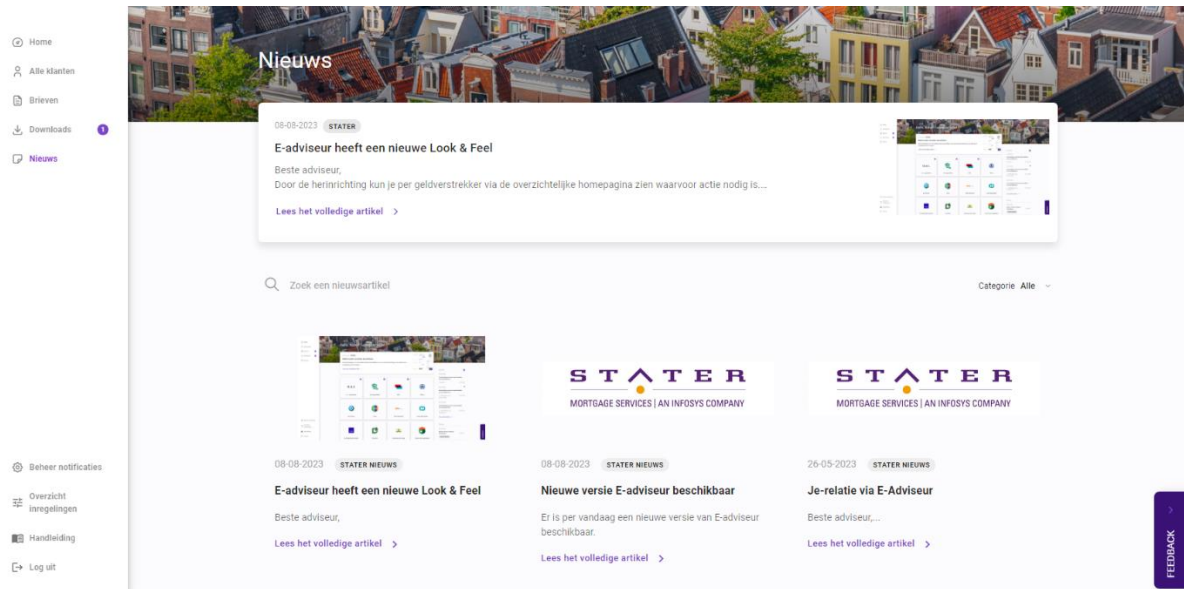 Home
Alle klanten
Brieven
Downloads 1
Nieuws
Beheer notificaties
Overzicht
inregelingen
Handleiding
Log uit
Nieuws
08-08-2023 STATER
E-adviseur heeft een nieuwe Look & Feel
Beste adviseur,
Door de herinrichting kun je per geldverstrekker via de overzichtelijke homepagina zien waarvoor actie nodig is....
Lees het volledige artikel
Zoek een nieuwsartikel
Categorie Alle
08-08-2023 STATER NIEUWS
E-adviseur heeft een nieuwe Look & Feel
Beste adviseur,
Lees het volledige artikel
STATER
MORTGAGE SERVICES | AN INFOSYS COMPANY
08-08-2023 STATER NIEUWS
Nieuwe versie E-adviseur beschikbaar
Er is per vandaag een nieuwe versie van E-adviseur
beschikbaar.
Lees het volledige artikel
STATER
MORTGAGE SERVICES | AN INFOSYS COMPANY
26-05-2023 STATER NIEUWS
Je-relatie via E-Adviseur
Beste adviseur,...
Lees het volledige artikel
FEEDBACK